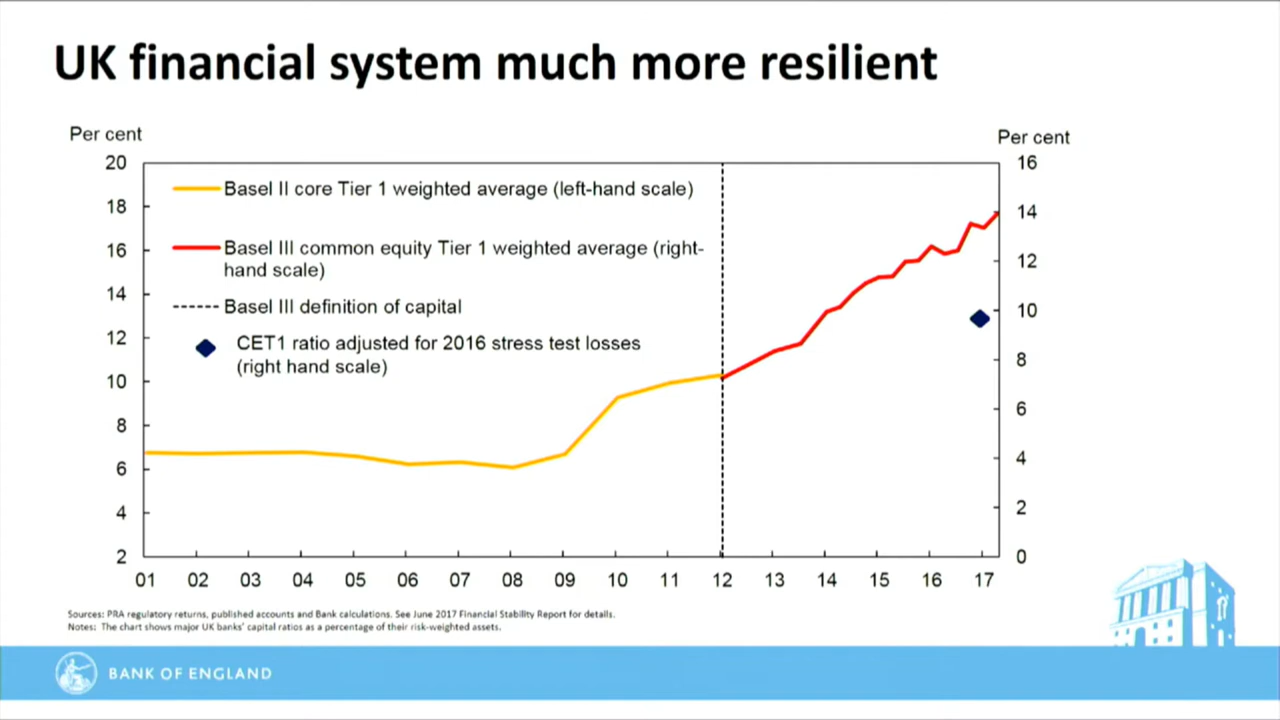 UK financial system much more resilient
Per cent
Per cent
20
18
16
14
12
10
8
6
4
2
16
14
12
10
8
6
4
2
0
Basel II core Tier 1 weighted average (left-hand scale)
Basel III common equity Tier 1 weighted average (right-
hand scale)
Basel III definition of capital
CET1 ratio adjusted for 2016 stress test losses
(right hand scale)
01 02 03 04 05 06 07 08 09 10 11 12 13 14 15 16 17
Sources: PRA regulatory returns, published accounts and Bank calculations. See June 2017 Financial Stability Report for details.
Notes: The chart shows major UK banks' capital ratios as a percentage of their risk-weighted assets.
BANK OF ENGLAND